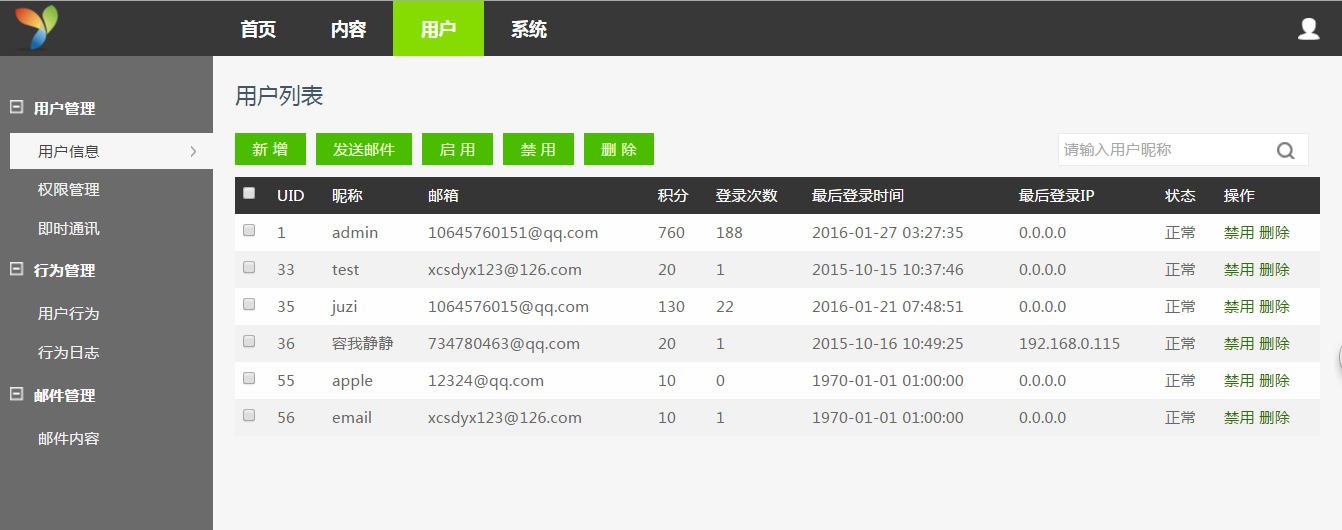 首页 内容 用户 系统
用户管理
用户信息
权限管理
即时通讯
行为管理
用户行为
行为日志
邮件管理
邮件内容
用户列表
新 增 发送邮件 启 用 禁 用 删 除 请输入用户昵称
UID 昵称 邮箱 积分 登录次数 最后登录时间 最后登录IP 状态 操作
1 admin 10645760151@qq.com 760 188 2016-01-27 03:27:35 0.0.0.0 正常 禁用 删除
33 test xcsdyx123@126.com 20 1 2015-10-15 10:37:46 0.0.0.0 正常 禁用 删除
35 juzi 1064576015@qq.com 130 22 2016-01-21 07:48:51 0.0.0.0 正常 禁用 删除
36 容我静静 734780463@qq.com 20 1 2015-10-16 10:49:25 192.168.0.115 正常 禁用 删除
55 apple 12324@qq.com 10 0 1970-01-01 01:00:00 0.0.0.0 正常 禁用 删除
56 email xcsdyx123@126.com 10 1 1970-01-01 01:00:00 0.0.0.0 正常 禁用 删除